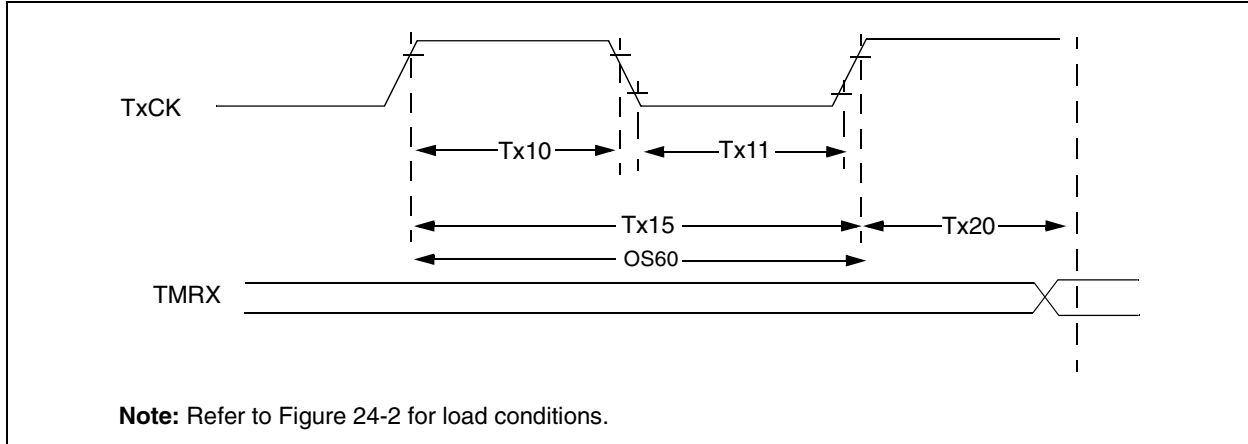 TxCK
Tx10
Tx11
Tx15
Tx20
OS60
TMRX
Note: Refer to Figure 24-2 for load conditions.